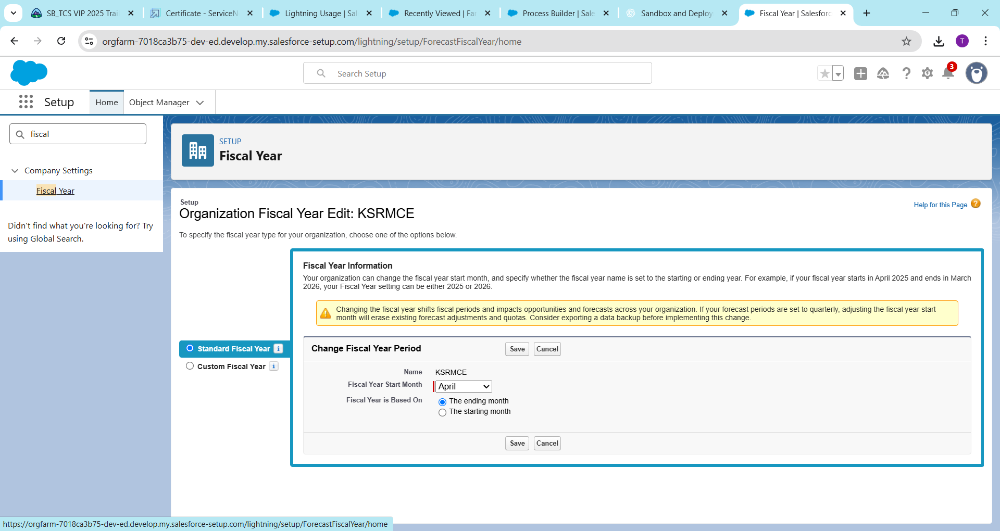 SB_TCS VIP 2025 Trail
Certificate - ServiceN
Lightning Usage | Sal
Recently Viewed | Far
Process Builder | Sale
Sandbox and Deploy
Fiscal Year | Salesforc
orgfarm-7018ca3b75-dev-ed.develop.my.salesforce-setup.com/lightning/setup/ForecastFiscalYear/home
T
Search Setup
3
Setup
Home
Object Manager
fiscal
Company Settings
Fiscal Year
Didn't find what you're looking for? Try
using Global Search.
SETUP
Fiscal Year
Setup
Organization Fiscal Year Edit: KSRMCE
Help for this Page
To specify the fiscal year type for your organization, choose one of the options below.
Standard Fiscal Year i
Custom Fiscal Year i
Fiscal Year Information
Your organization can change the fiscal year start month, and specify whether the fiscal year name is set to the starting or ending year. For example, if your fiscal year starts in April 2025 and ends in March
2026, your Fiscal Year setting can be either 2025 or 2026.
Changing the fiscal year shifts fiscal periods and impacts opportunities and forecasts across your organization. If your forecast periods are set to quarterly, adjusting the fiscal year start
month will erase existing forecast adjustments and quotas. Consider exporting a data backup before implementing this change.
Change Fiscal Year Period
Save Cancel
Name KSRMCE
Fiscal Year Start Month April
Fiscal Year is Based On The ending month
The starting month
Save Cancel
https://orgfarm-7018ca3b75-dev-ed.develop.my.salesforce-setup.com/lightning/setup/ForecastFiscalYear/home